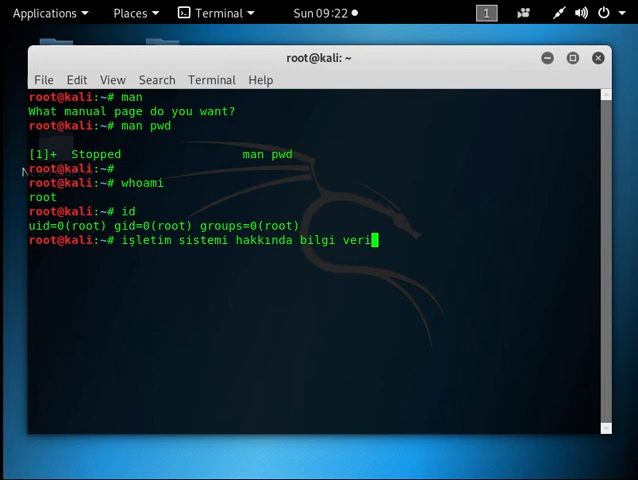 Applications Places Terminal Sun 09:22 1
root@kali: ~
File Edit View Search Terminal Help
root@kali:~# man
What manual page do you want?
root@kali:~# man pwd
[1]+ Stopped man pwd
root@kali:~#
root@kali:~# whoami
root
root@kali:~# id
uid=0(root) gid=0(root) groups=0(root)
root@kali:~# işletim sistemi hakkında bilgi veri